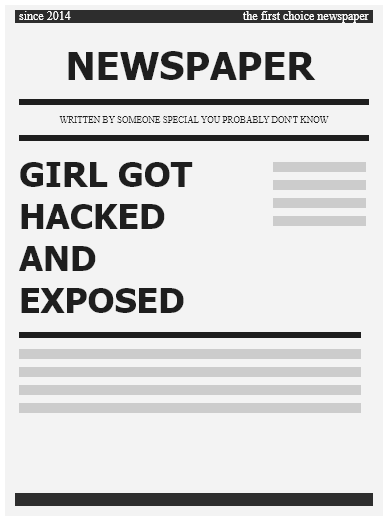 since 2014 the first choice newspaper
NEWSPAPER
WRITTEN BY SOMEONE SPECIAL YOU PROBABLY DON'T KNOW
GIRL GOT
HACKED
AND
EXPOSED